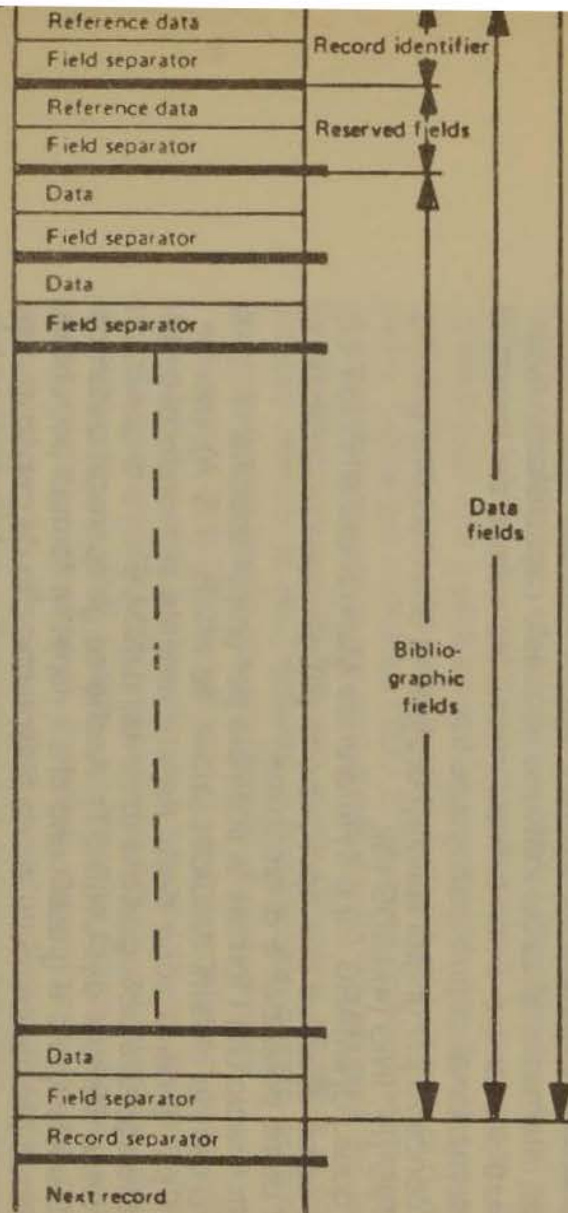 Reference data
Record identifier
Field separator
Reference data
Reserved fields
Field separator
Data
Field separator
Data
Field separator
Data
fields
Biblio-
graphic
fields
Data
Field separator
Record separator
Next record